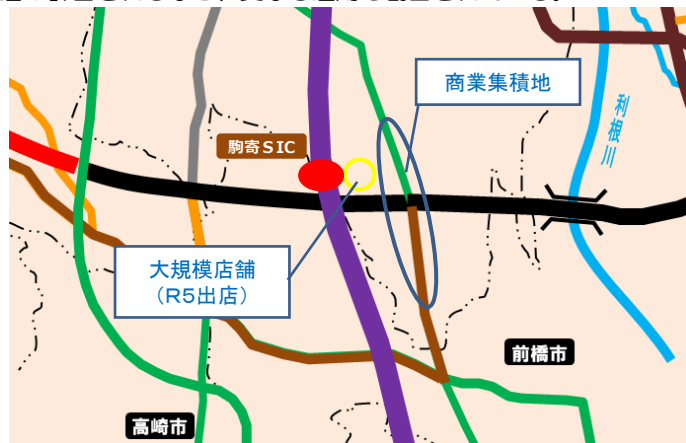 商業集積地
利根川
駒寄SIC
大規模店舗
(R5出店)
前橋市
高崎市